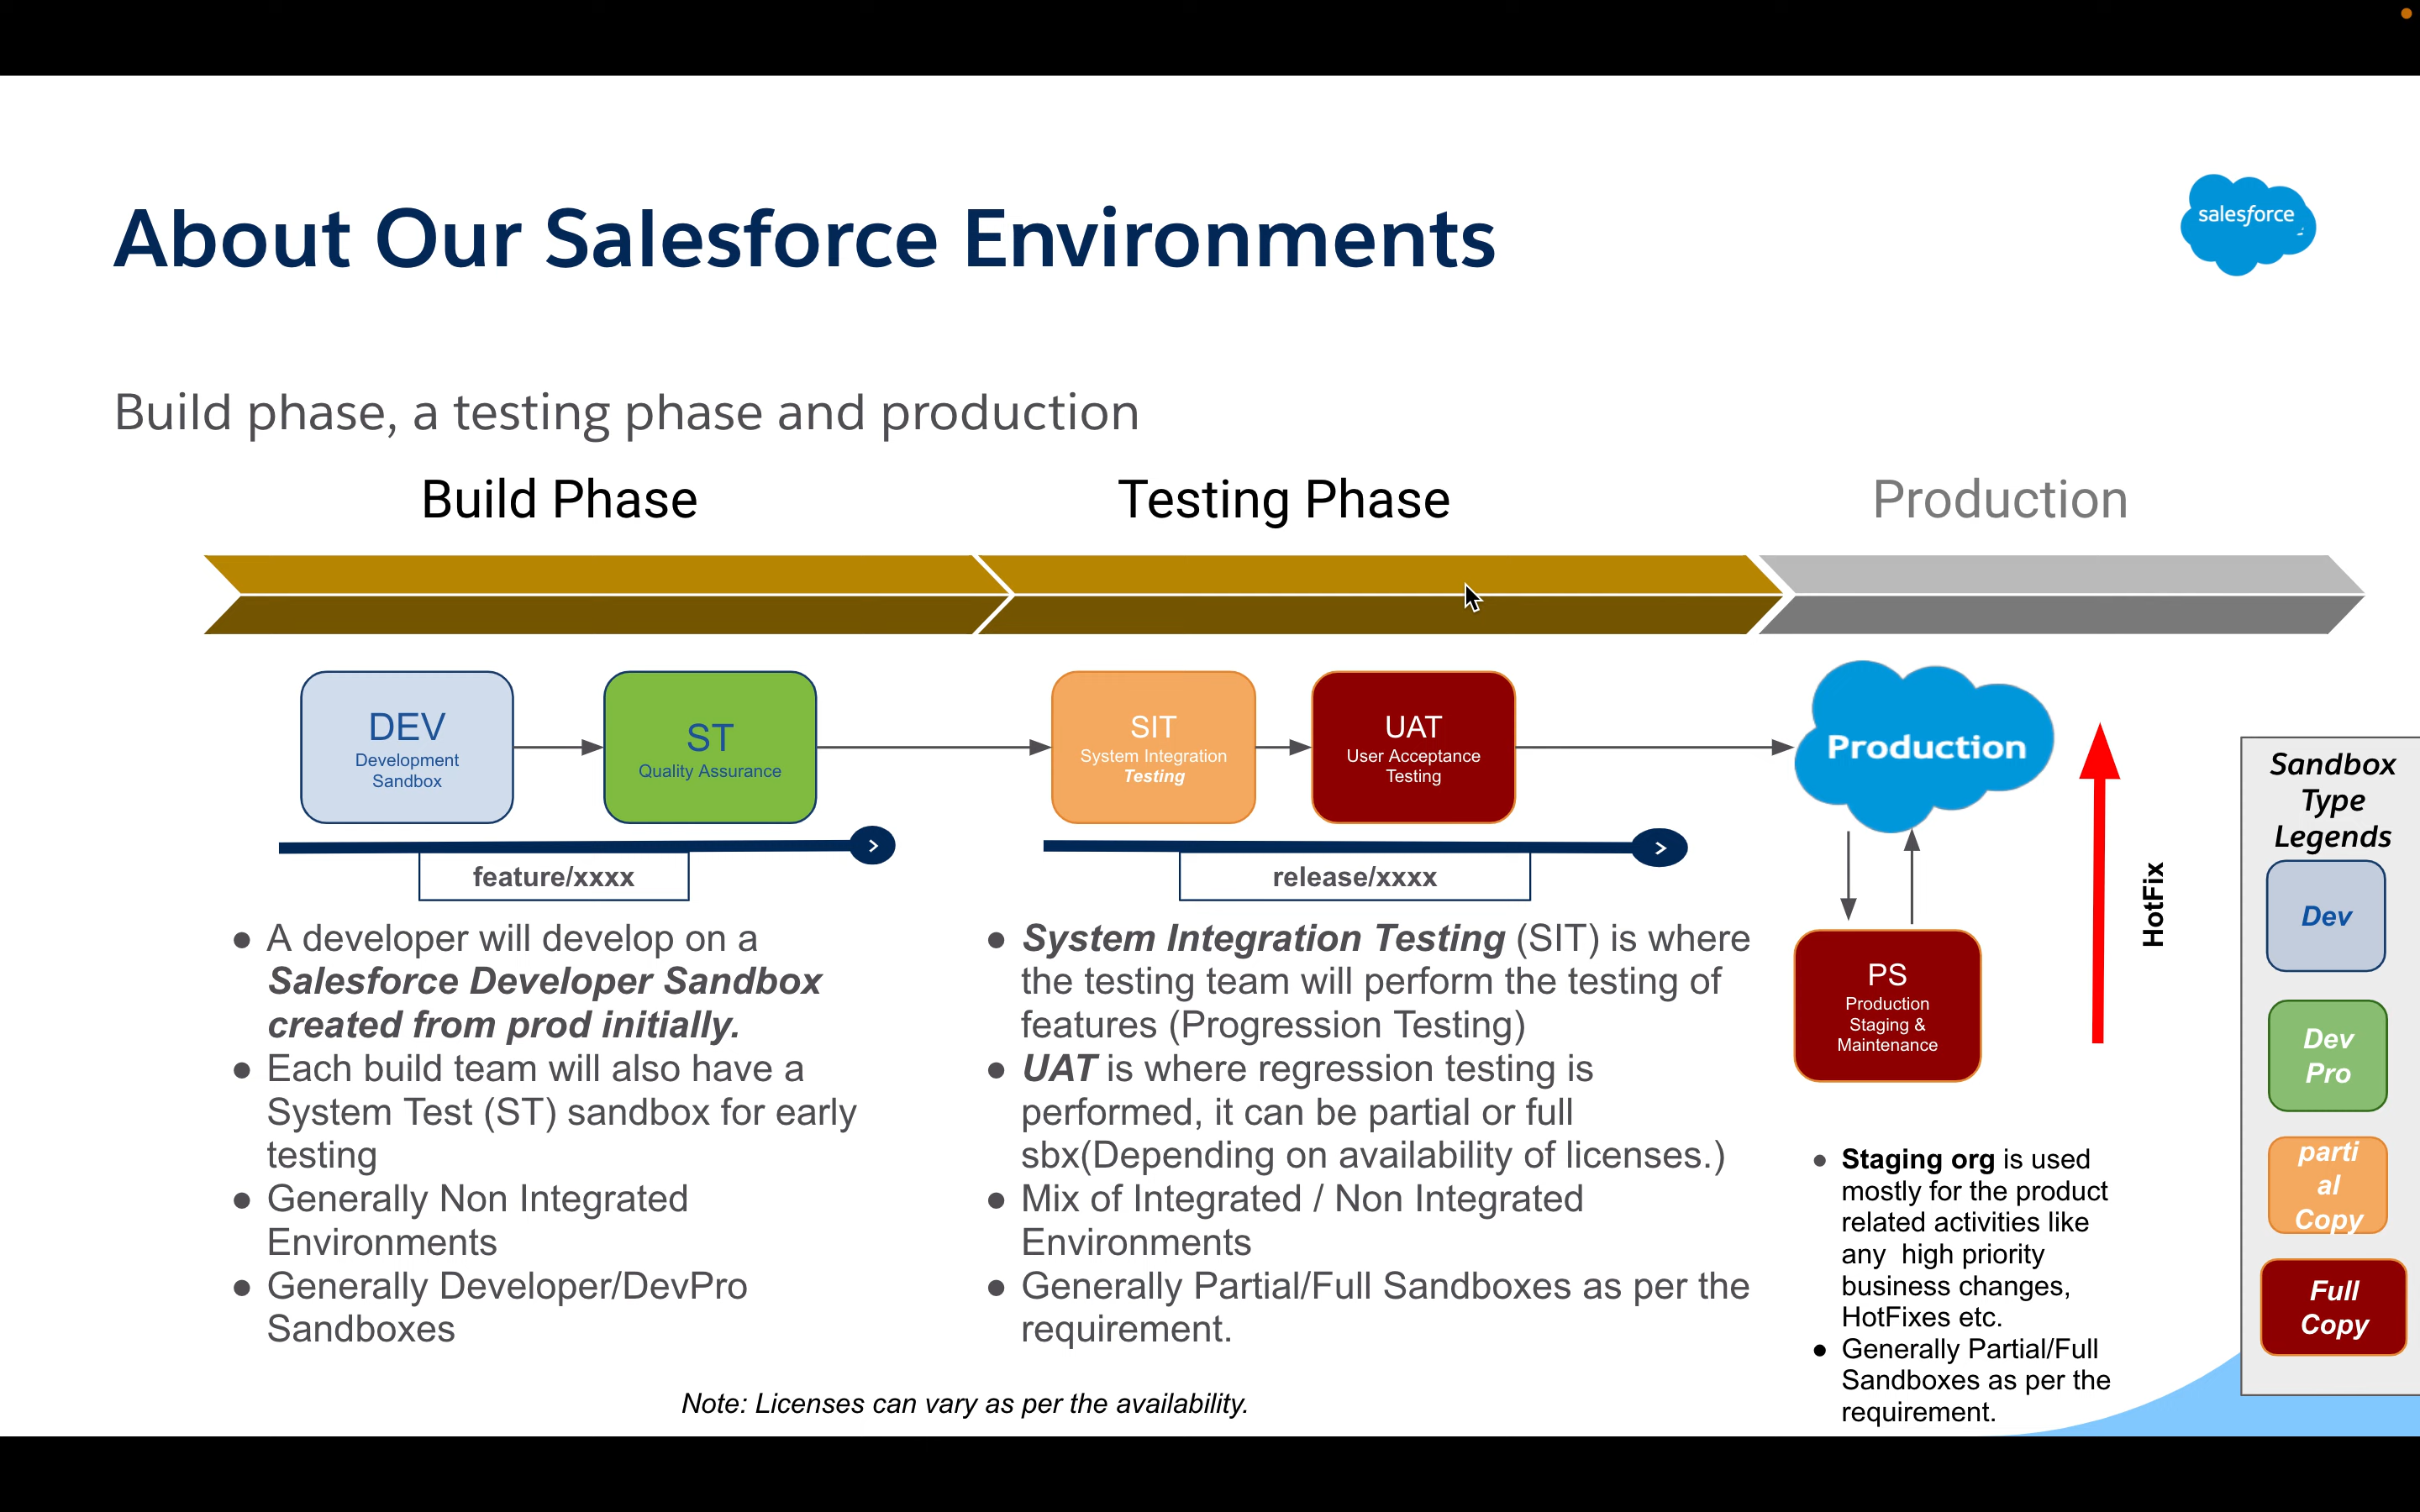 About Our Salesforce Environments
salesforce
Build phase, a testing phase and production
Build Phase
Testing Phase
Production
DEV
Development
Sandbox
ST
Quality Assurance
SIT
System Integration
Testing
UAT
User Acceptance
Testing
Production
feature/xxxx
release/xxxx
● A developer will develop on a
Salesforce Developer Sandbox
created from prod initially.
● Each build team will also have a
System Test (ST) sandbox for early
testing
● Generally Non Integrated
Environments
● Generally Developer/DevPro
Sandboxes
● System Integration Testing (SIT) is where
the testing team will perform the testing of
features (Progression Testing)
● UAT is where regression testing is
performed, it can be partial or full
sbx(Depending on availability of licenses.)
● Mix of Integrated / Non Integrated
Environments
● Generally Partial/Full Sandboxes as per the
requirement.
PS
Production
Staging &
Maintenance
HotFix
● Staging org is used
mostly for the product
related activities like
any  high priority
business changes,
HotFixes etc.
● Generally Partial/Full
Sandboxes as per the
requirement.
Sandbox
Type
Legends
Dev
Dev
Pro
parti
al
Copy
Full
Copy
Note: Licenses can vary as per the availability.